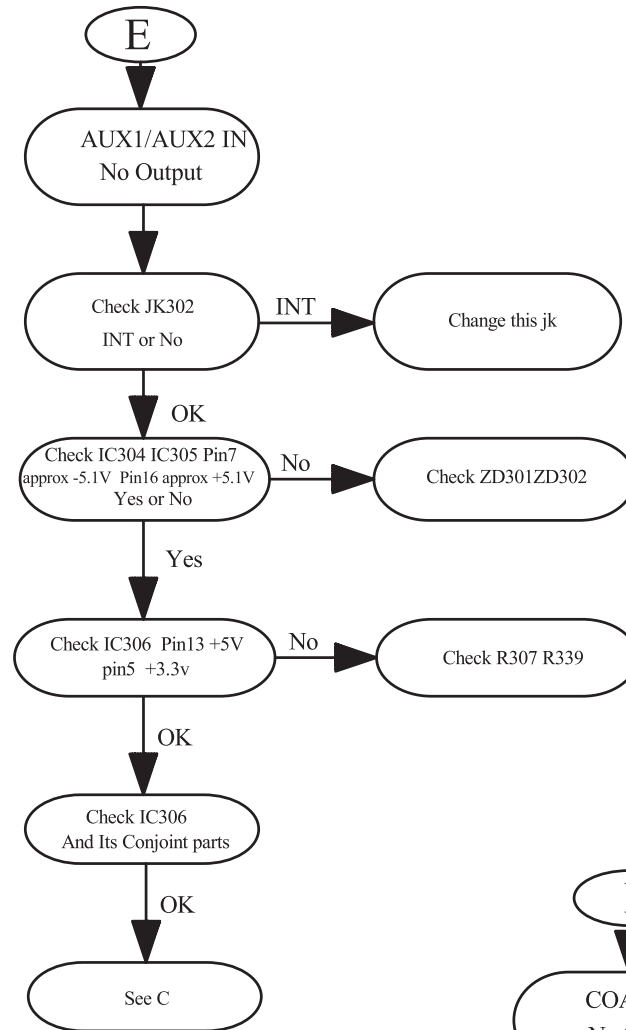 E
AUX1/AUX2 IN
No Output
Check JK302
INT or No
INT
Change this jk
OK
Check IC304 IC305 Pin7
approx -5.1V Pin16 approx +5.1V
Yes or No
No
Check ZD301ZD302
Yes
Check IC306 Pin13 +5V
pin5 +3.3v
No
Check R307 R339
OK
Check IC306
And Its Conjoint parts
OK
See C